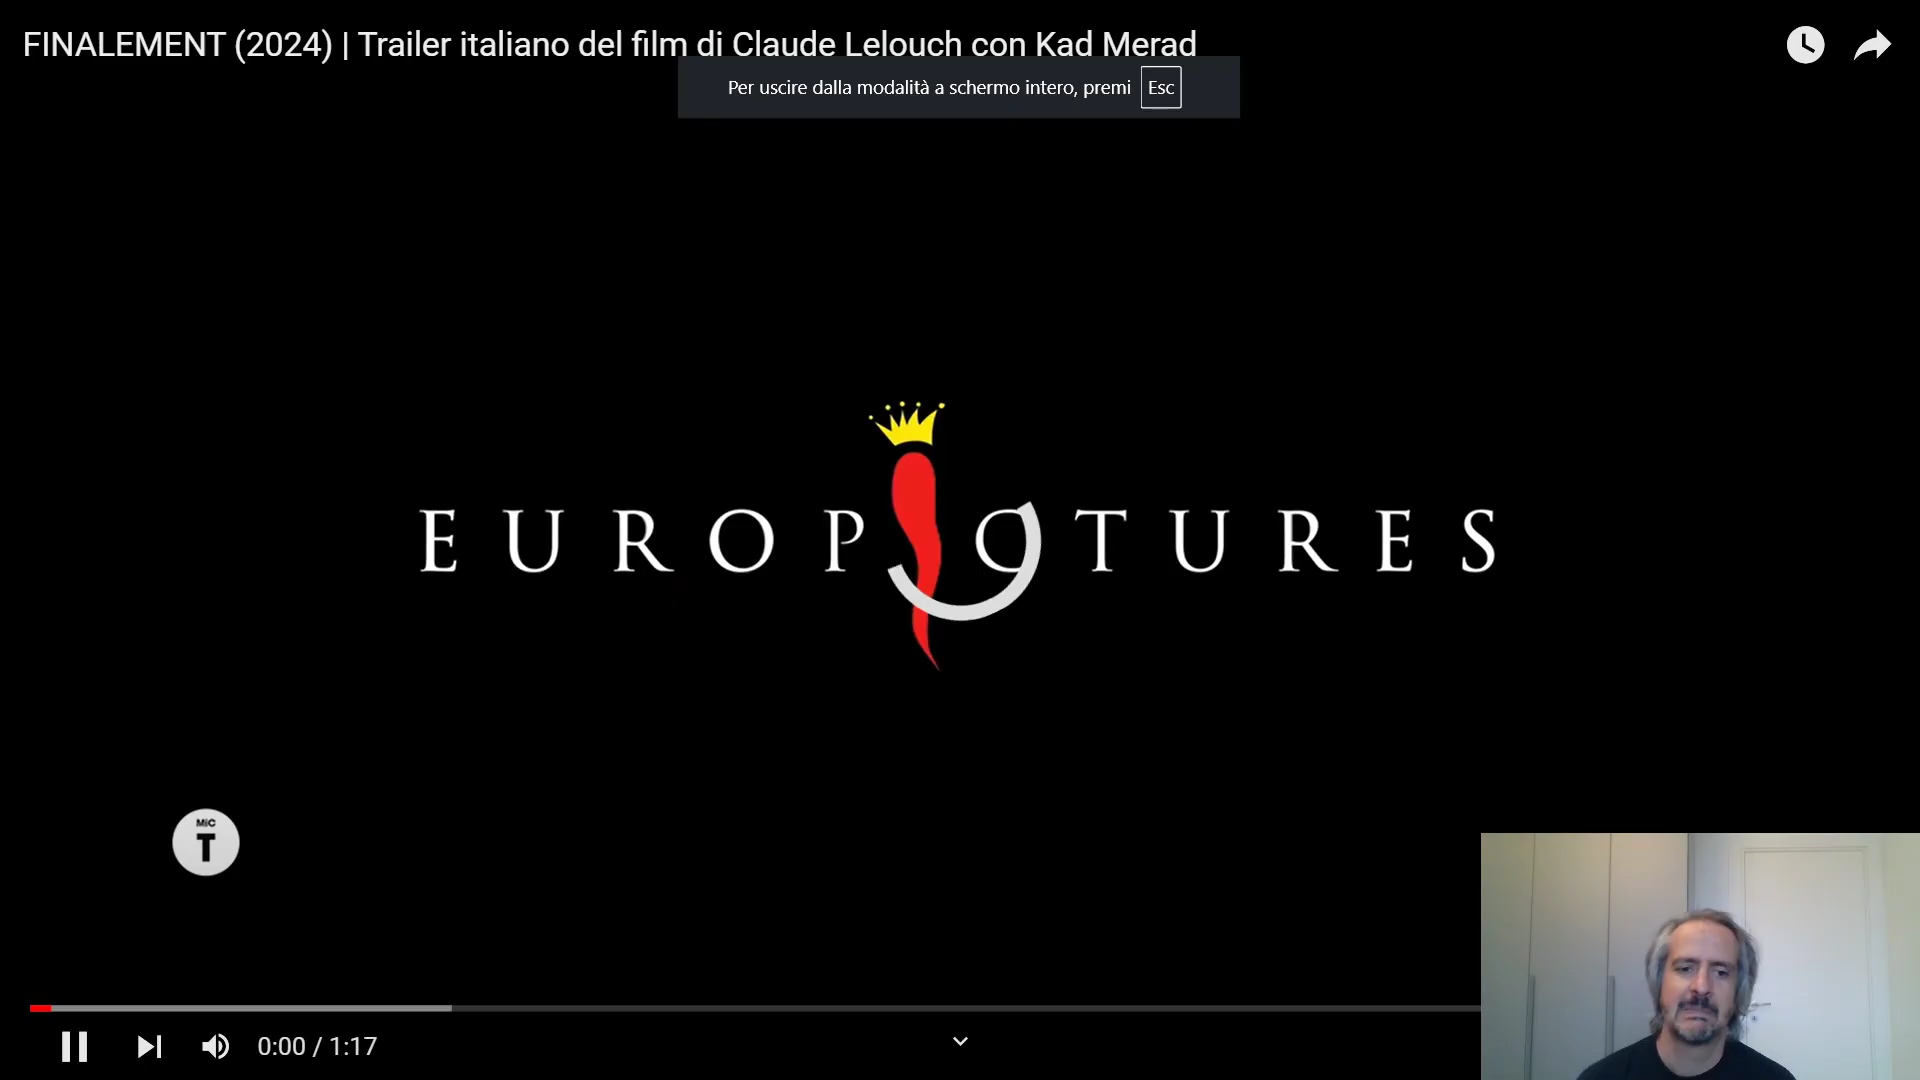 FINALEMENT (2024) | Trailer italiano del film di Claude Lelouch con Kad Merad
Per uscire dalla modalità a schermo intero, premi Esc
EUROPICTURES
MiC
T
0:00 / 1:17